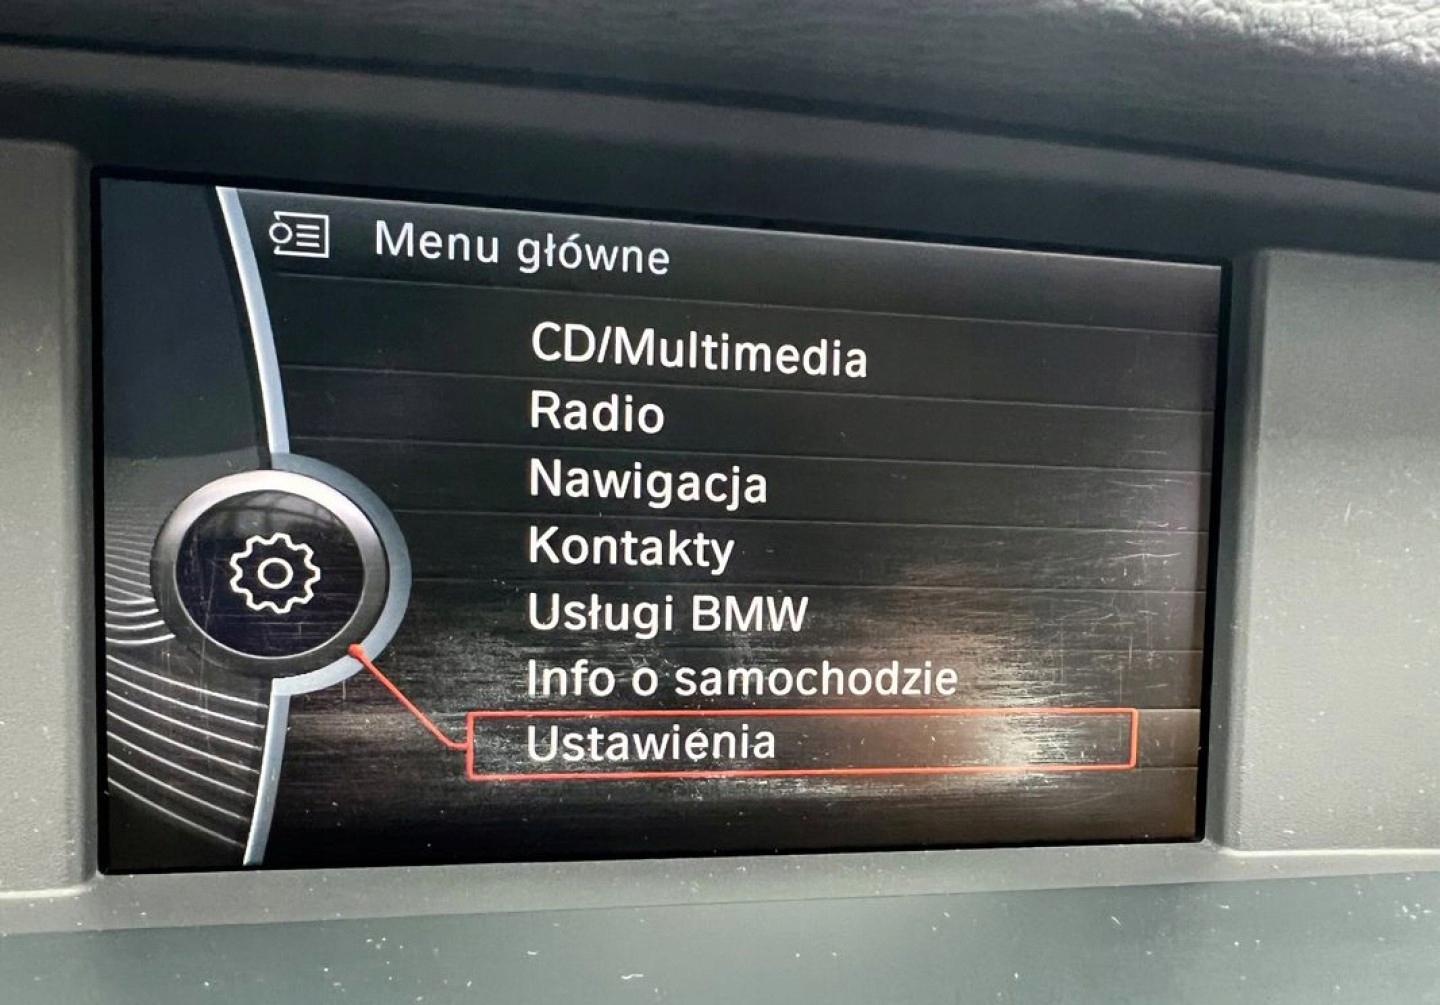 Menu główne
CD/Multimedia
Radio
Nawigacja
Kontakty
Usługi BMW
Info o samochodzie
Ustawienia